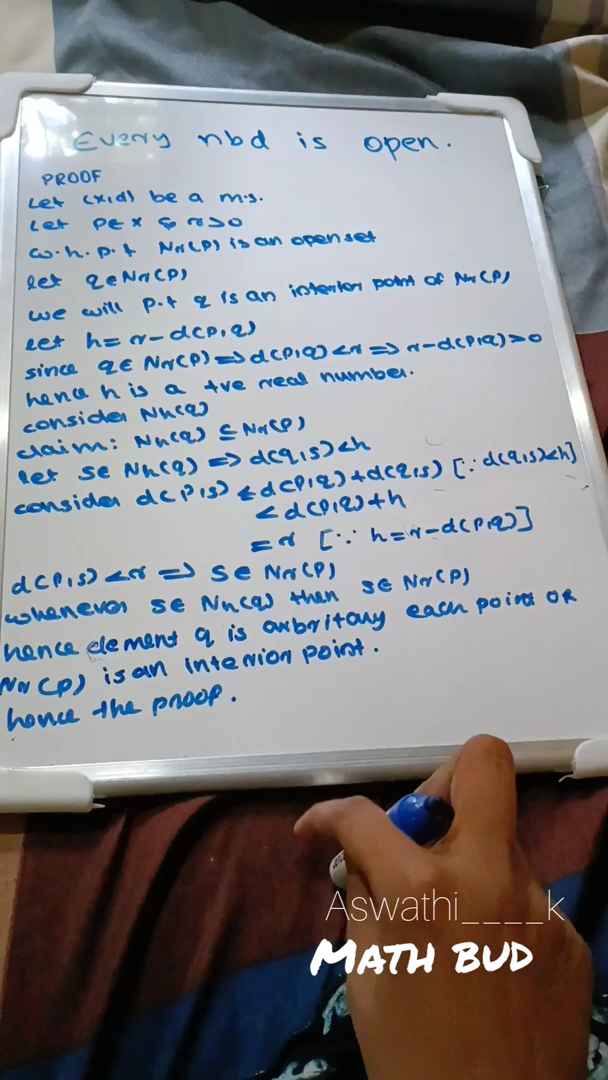 Every nbd is open.
PROOF
Let (X,d) be a m.s.
Let P∈ X & r>0
w.h.p.t Nr(P) is an open set
let q∈Nr(P)
we will p.t q is an interior point of Nr(P)
let h= r-d(P,q)
since q∈ Nr(P) ⇒ d(P,q)<r ⇒ r-d(P,q)>0
hence h is a +ve real number.
consider Nh(q)
claim: Nh(q) ⊆ Nr(P)
let s∈ Nh(q) ⇒ d(q,s)<h
consider d(P,s) ≤ d(P,q)+d(q,s) [∵ d(q,s)<h]
< d(P,q)+h
= r [∵ h=r-d(P,q)]
d(P,s)<r ⇒ s∈ Nr(P)
whenever s∈ Nh(q) then s∈ Nr(P)
hence element q is arbritary each point of
Nr(P) is an interior point.
hence the proof.
Aswathi____k
MATH BUD